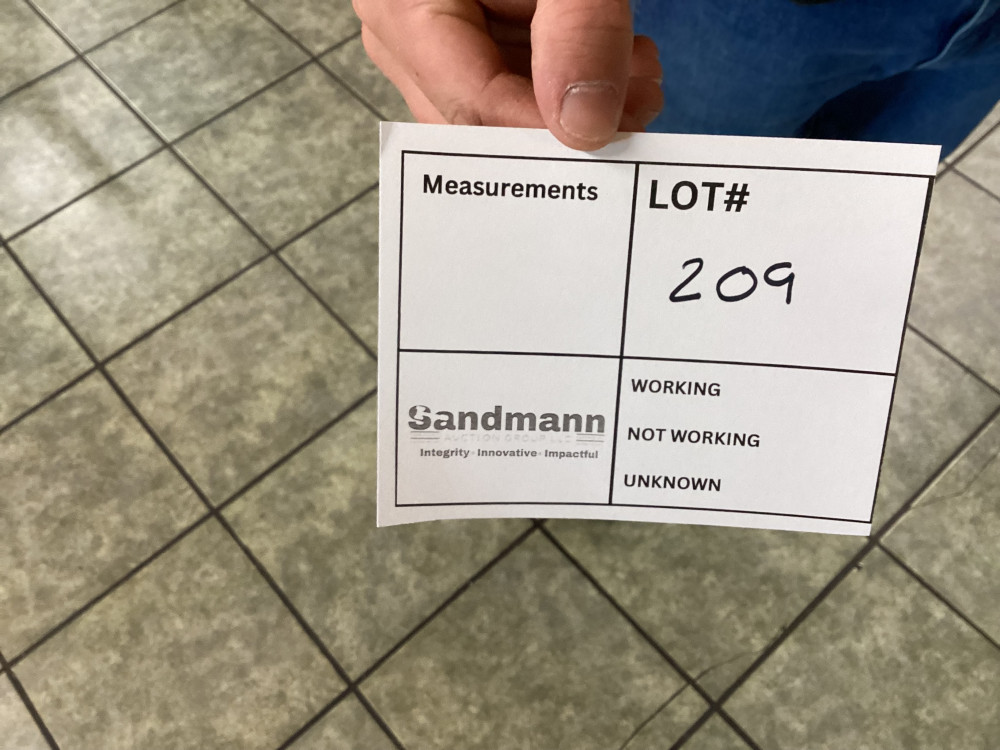 Measurements
LOT#
209
Sandmann
AUCTION GROUP LLC
Integrity · Innovative · Impactful
WORKING
NOT WORKING
UNKNOWN